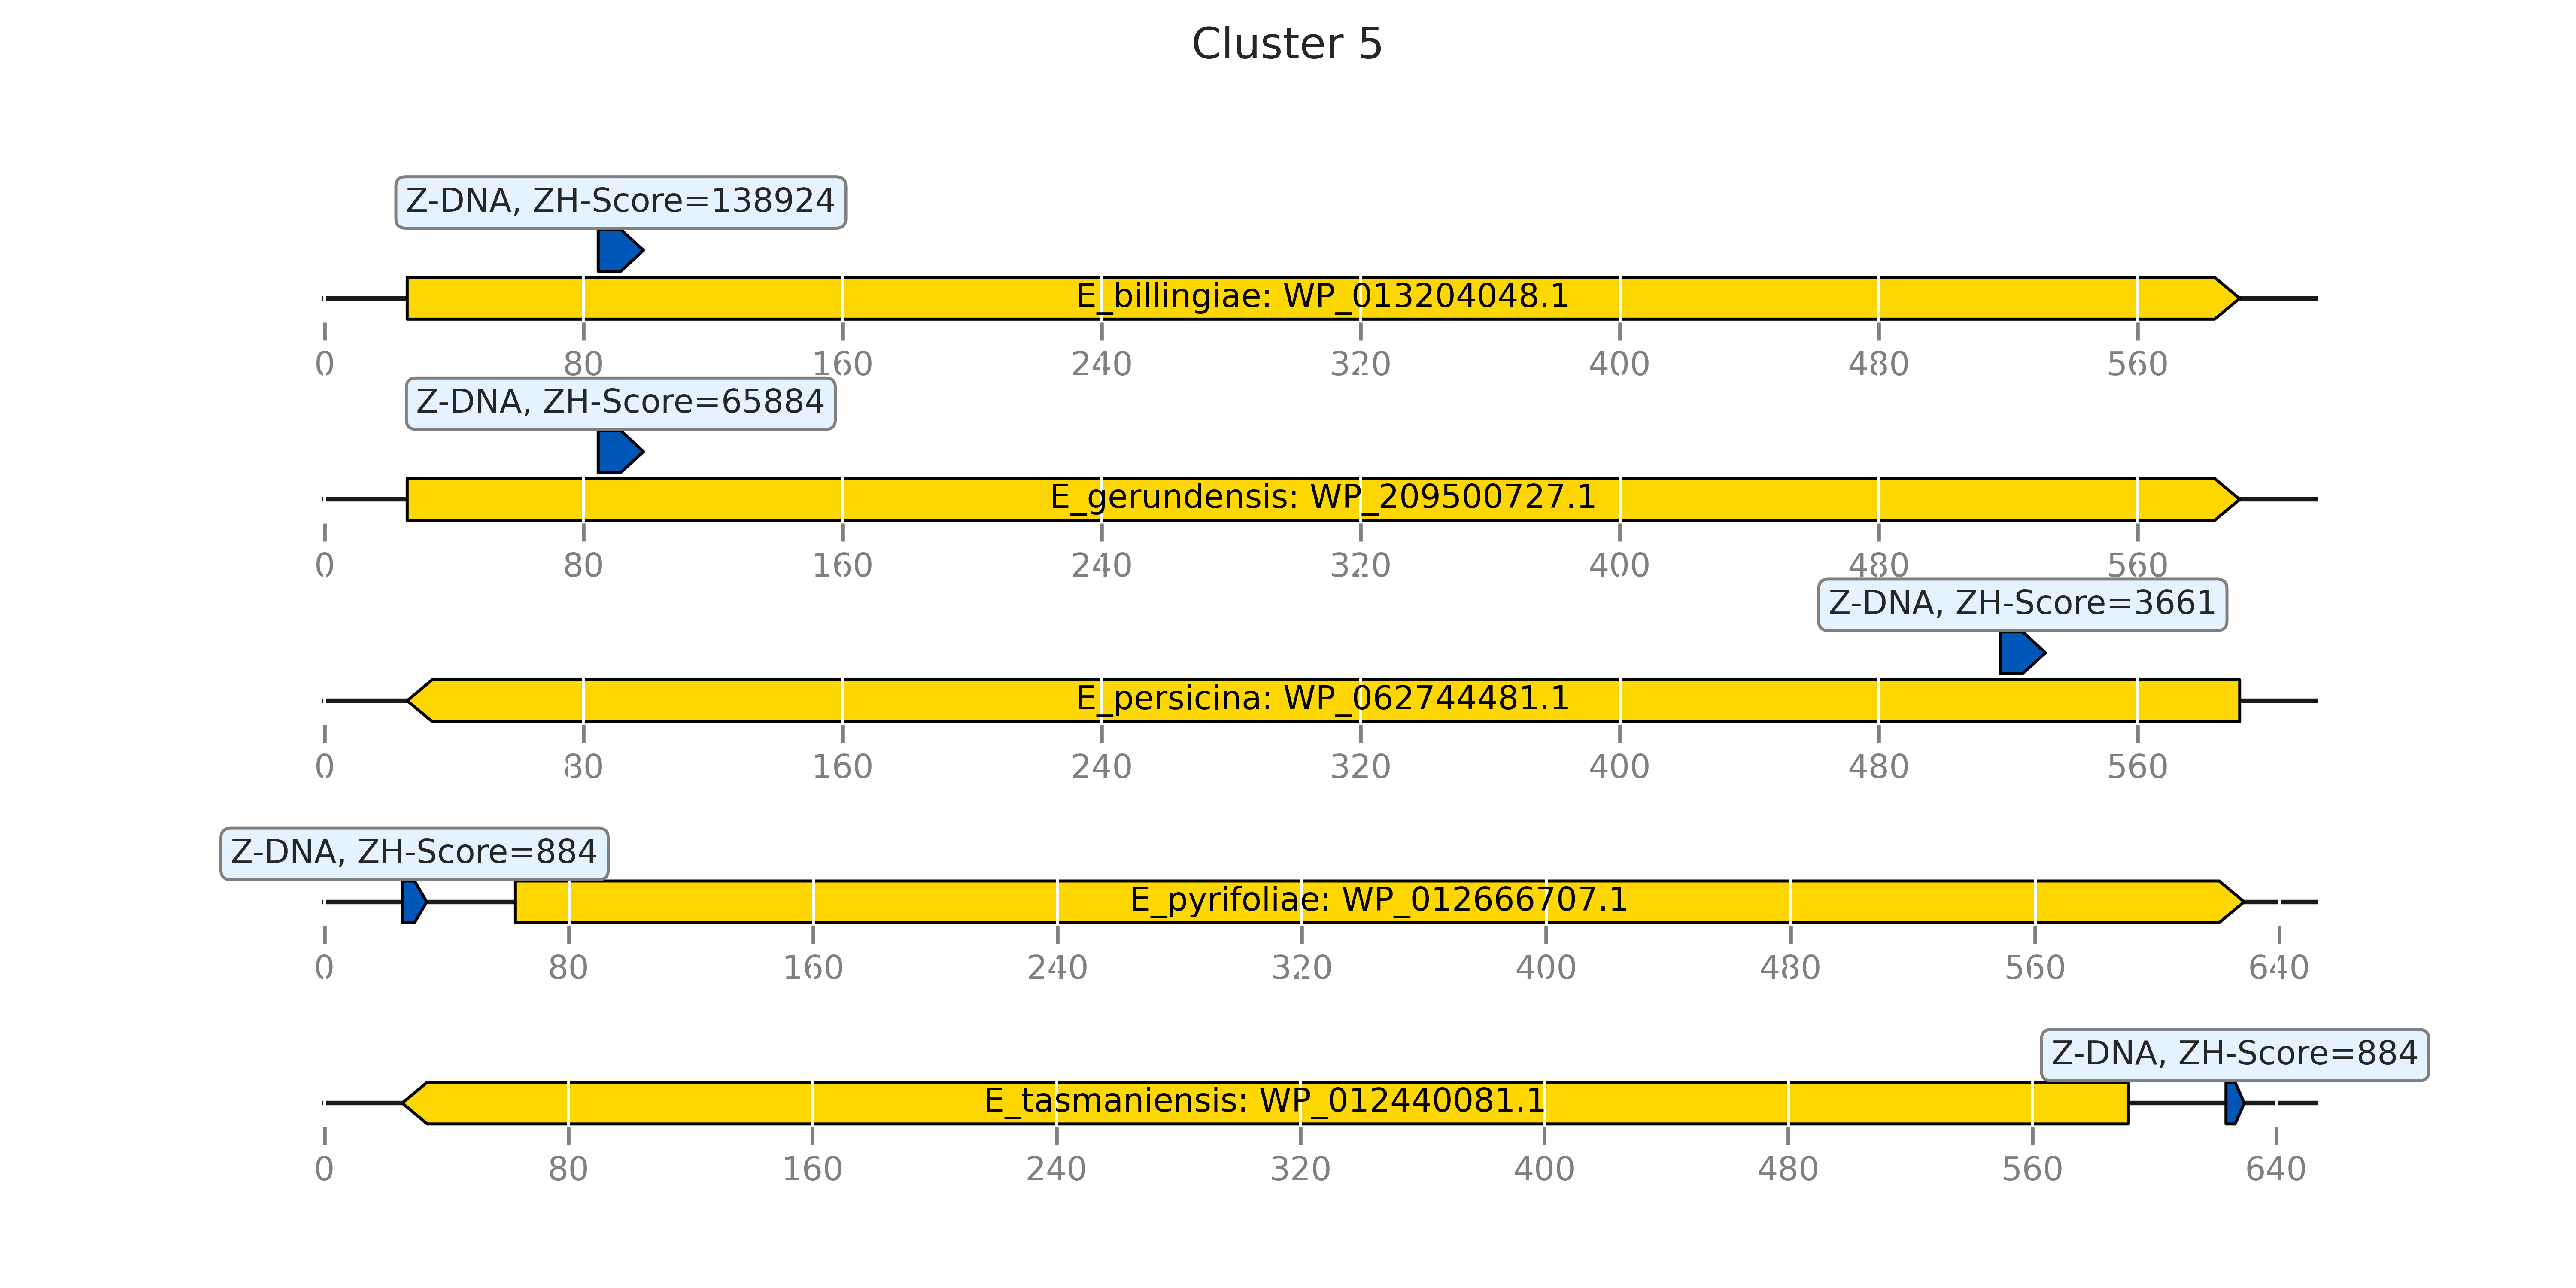 Cluster 5
Z-DNA, ZH-Score=138924
E_billingiae: WP_013204048.1
0 80 160 240 320 400 480 560
Z-DNA, ZH-Score=65884
E_gerundensis: WP_209500727.1
0 80 160 240 320 400 480 560
Z-DNA, ZH-Score=3661
E_persicina: WP_062744481.1
0 80 160 240 320 400 480 560
Z-DNA, ZH-Score=884
E_pyrifoliae: WP_012666707.1
0 80 160 240 320 400 480 560 640
Z-DNA, ZH-Score=884
E_tasmaniensis: WP_012440081.1
0 80 160 240 320 400 480 560 640